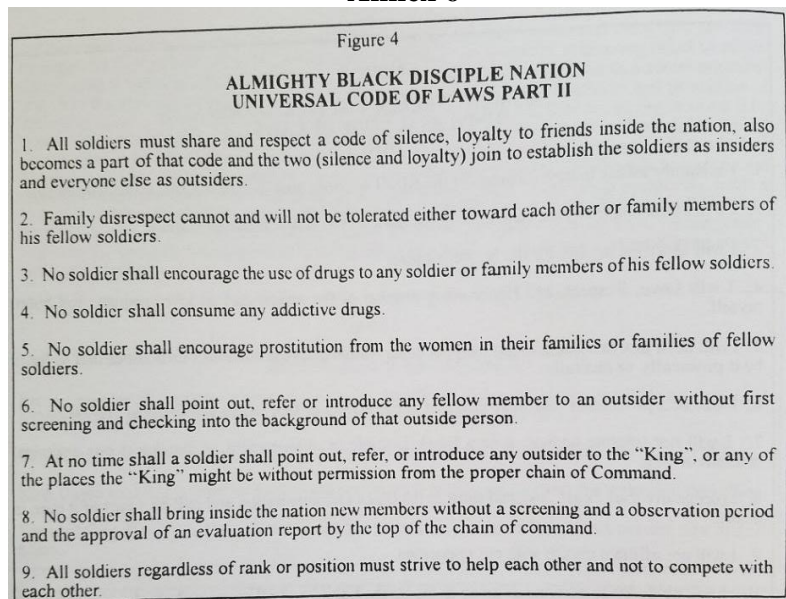 Figure 4
ALMIGHTY BLACK DISCIPLE NATION
UNIVERSAL CODE OF LAWS PART II
1. All soldiers must share and respect a code of silence, loyalty to friends inside the nation, also
becomes a part of that code and the two (silence and loyalty) join to establish the soldiers as insiders
and everyone else as outsiders.
2. Family disrespect cannot and will not be tolerated either toward each other or family members of
his fellow soldiers.
3. No soldier shall encourage the use of drugs to any soldier or family members of his fellow soldiers.
4. No soldier shall consume any addictive drugs.
5. No soldier shall encourage prostitution from the women in their families or families of fellow
soldiers.
6. No soldier shall point out, refer or introduce any fellow member to an outsider without first
screening and checking into the background of that outside person.
7. At no time shall a soldier shall point out, refer, or introduce any outsider to the "King", or any of
the places the "King" might be without permission from the proper chain of Command.
8. No soldier shall bring inside the nation new members without a screening and a observation period
and the approval of an evaluation report by the top of the chain of command.
9. All soldiers regardless of rank or position must strive to help each other and not to compete with
each other.